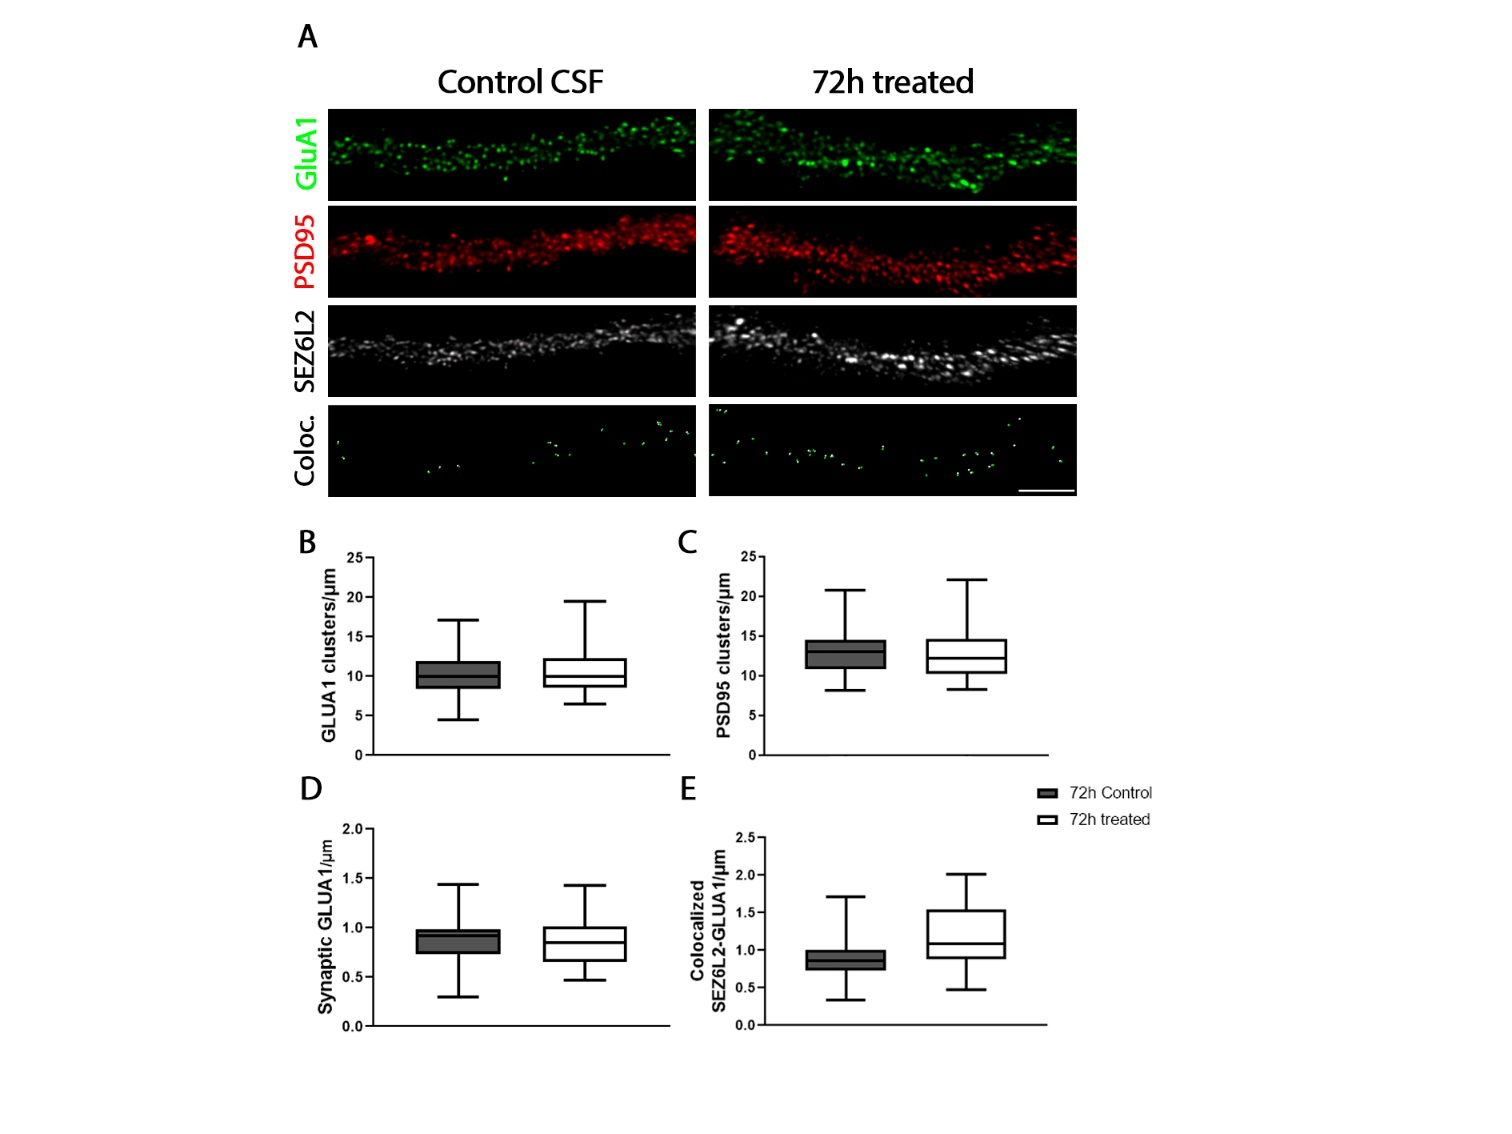 A
Control CSF
72h treated
GluA1
PSD95
SEZ6L2
Coloc.
B
GLUA1 clusters/μm
25
20
15
10
5
0
C
PSD95 clusters/μm
25
20
15
10
5
0
D
Synaptic GLUA1/μm
2.0
1.5
1.0
0.5
0.0
E
72h Control
72h treated
Colocalized
SEZ6L2-GLUA1/μm
2.5
2.0
1.5
1.0
0.5
0.0